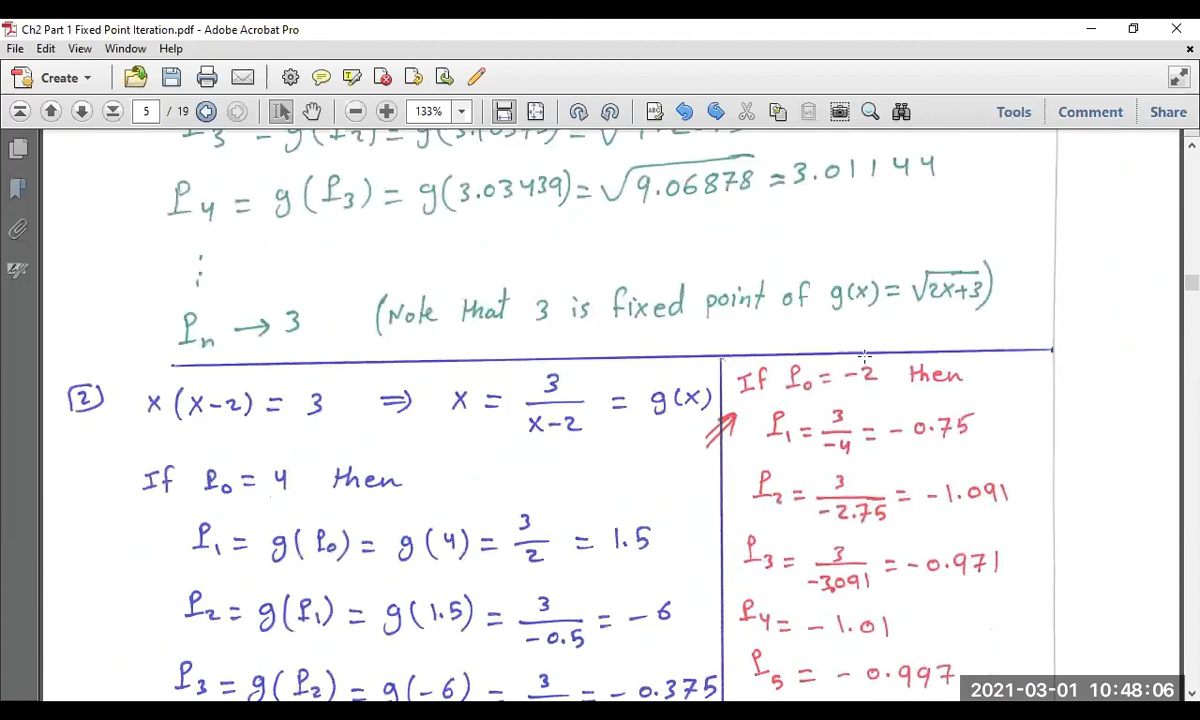 Ch2 Part 1 Fixed Point Iteration.pdf - Adobe Acrobat Pro
File Edit View Window Help
Create
5 / 19 133% Tools Comment Share
P₄ = g(P₃) = g(3.03439) = √9.06878 = 3.01144
⋮
Pₙ → 3 (Note that 3 is fixed point of g(x) = √2x+3)
② x(x-2) = 3 ⇒ x = 3/(x-2) = g(x)
If P₀ = 4 then
P₁ = g(P₀) = g(4) = 3/2 = 1.5
P₂ = g(P₁) = g(1.5) = 3/-0.5 = -6
P₃ = g(P₂) = g(-6) = 3 = -0.375
If P₀ = -2 then
P₁ = 3/-4 = -0.75
P₂ = 3/-2.75 = -1.091
P₃ = 3/-3.091 = -0.971
P₄ = -1.01
P₅ = -0.997
2021-03-01 10:48:06